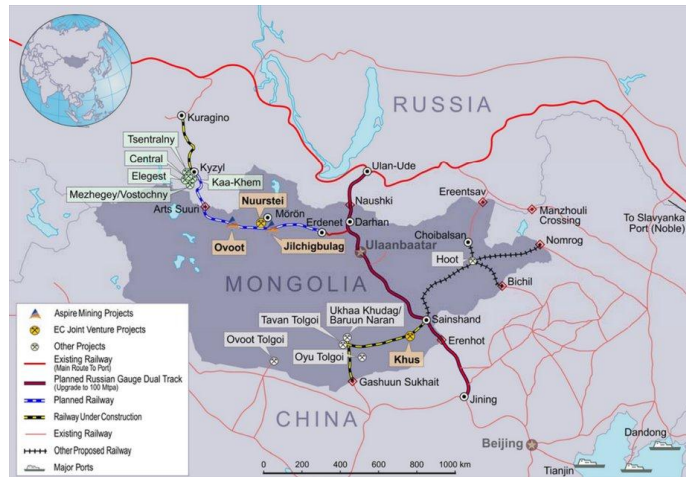 Kuragino
RUSSIA
Tsentralny
Central
Kyzyl
Elegest
Kaa-Khem
Mezhegey/Vostochny
Ulan-Ude
Nuurstei
Naushki
Ereentsav
Arts Suuri
Mörön
Erdenet
Darhan
Choibalsan
Manzhouli
Crossing
To Slavyanka
Port (Noble)
Ovoot
Jilchigbulag
Ulaanbaatar
Hoot
Nomrog
MONGOLIA
Bichil
Ukhaa Khudag/
Baruun Naran
Tavan Tolgoi
Sainshand
Ovoot Tolgoi
Oyu Tolgoi
Khus
Erenhot
Gashuun Sukhait
CHINA
Jining
Beijing
Dandong
Tianjin
Aspire Mining Projects
EC Joint Venture Projects
Other Projects
Existing Railway
(Main Route To Port)
Planned Russian Gauge Dual Track
(Upgrade to 100 Mtpa)
Planned Railway
Railway Under Construction
Existing Railway
Other Proposed Railway
Major Ports
0 200 400 600 800 1000 km